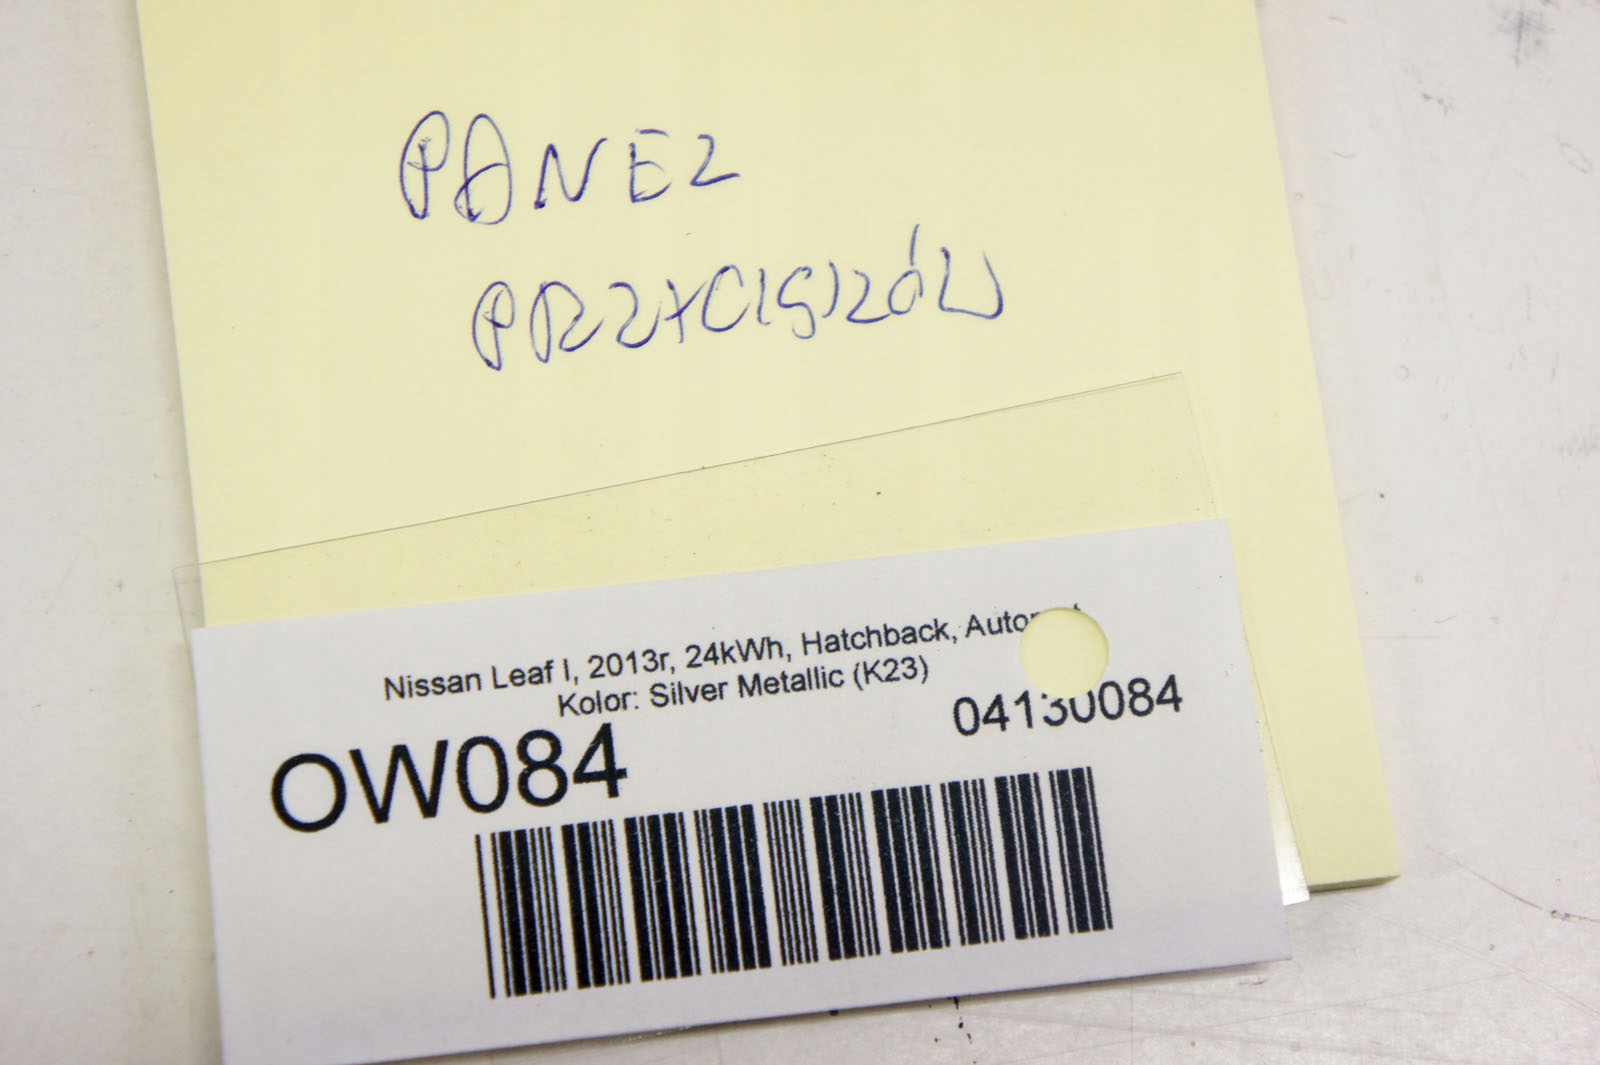 PANEL
PRZYCISKÓW
Nissan Leaf I, 2013r, 24kWh, Hatchback,
Kolor: Silver Metallic (K23)
04130084
OW084